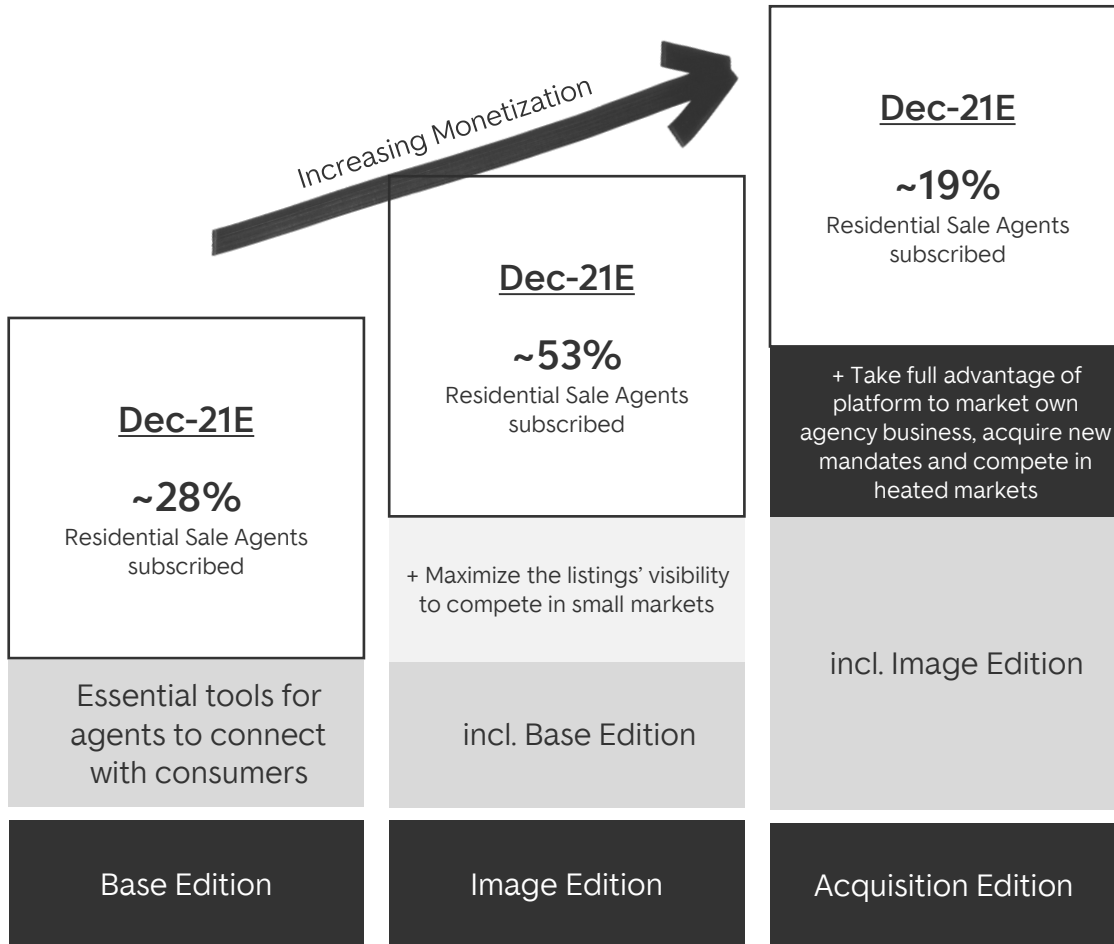 Increasing Monetization
Dec-21E
~28%
Residential Sale Agents
subscribed
Essential tools for
agents to connect
with consumers
Base Edition
Dec-21E
~53%
Residential Sale Agents
subscribed
+ Maximize the listings’ visibility
to compete in small markets
incl. Base Edition
Image Edition
Dec-21E
~19%
Residential Sale Agents
subscribed
+ Take full advantage of
platform to market own
agency business, acquire new
mandates and compete in
heated markets
incl. Image Edition
Acquisition Edition